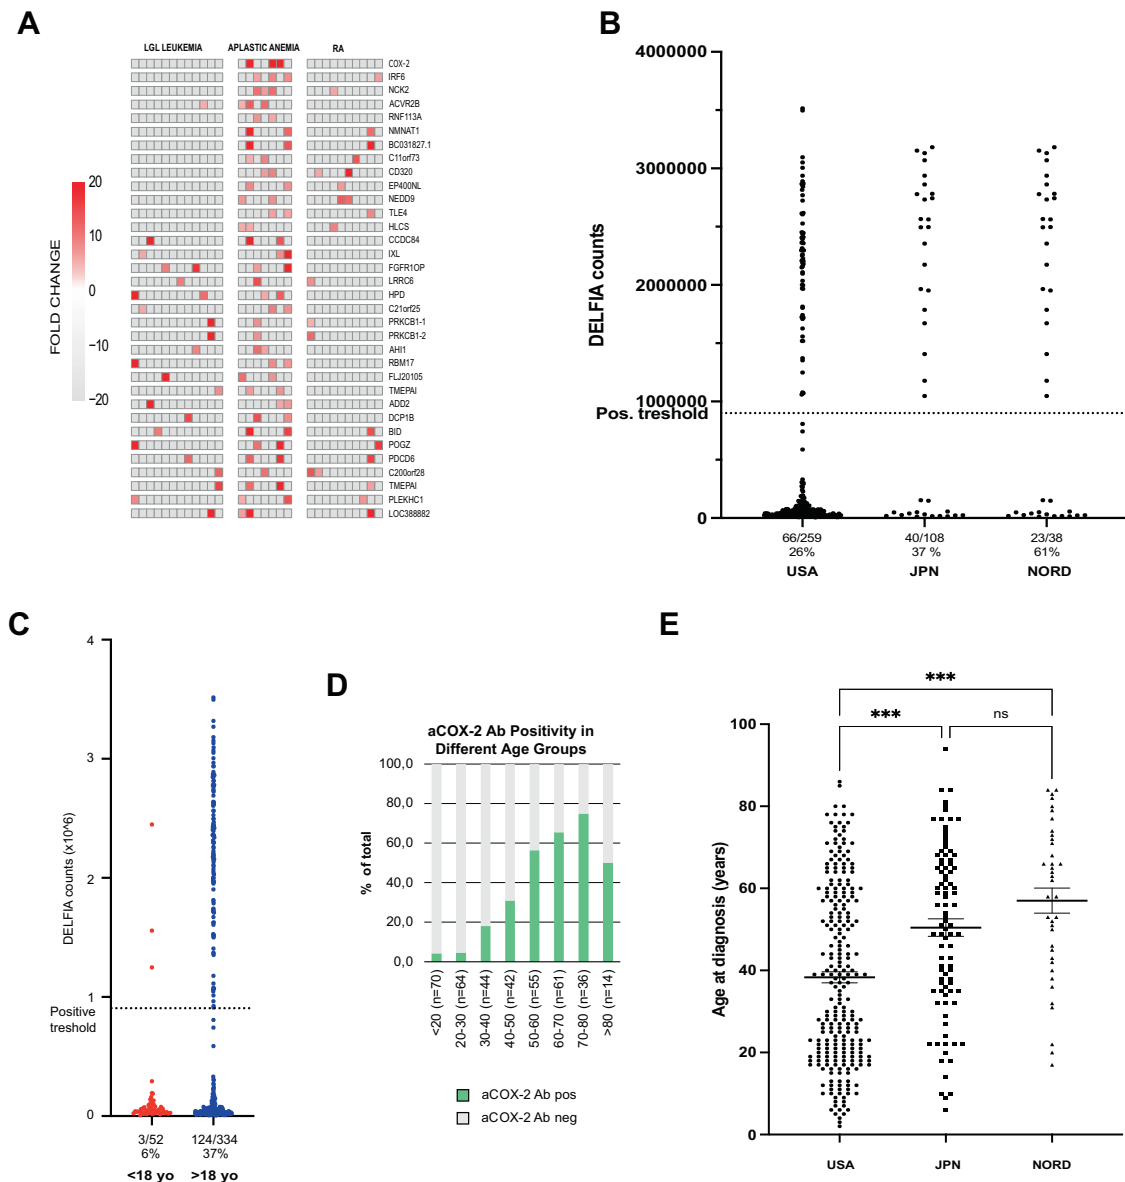 A
LGL LEUKEMIA
APLASTIC ANEMIA
RA
COX-2
IRF6
NCK2
ACVR2B
RNF113A
NMNAT1
BC031827.1
C11orf73
CD320
EP400NL
NEDD9
TLE4
HLCS
CCDC84
IXL
FGFR1OP
LRRC6
HPD
C21orf25
PRKCB1-1
PRKCB1-2
AHI1
RBM17
FLJ20105
TMEPAI
ADD2
DCP1B
BID
POGZ
PDCD6
C200orf28
TMEPAI
PLEKHC1
LOC388882
FOLD CHANGE
20
10
0
−10
−20
B
DELFIA counts
4000000
3000000
2000000
1000000
Pos. treshold
0
66/259
26%
USA
40/108
37 %
JPN
23/38
61%
NORD
C
DELFIA counts (x10^6)
4
3
2
1
Positive
treshold
0
3/52
6%
<18 yo
124/334
37%
>18 yo
D
aCOX-2 Ab Positivity in
Different Age Groups
% of total
100,0
80,0
60,0
40,0
20,0
0,0
<20 (n=70)
20-30 (n=64)
30-40 (n=44)
40-50 (n=42)
50-60 (n=55)
60-70 (n=61)
70-80 (n=36)
>80 (n=14)
aCOX-2 Ab pos
aCOX-2 Ab neg
E
***
***
ns
Age at diagnosis (years)
100
80
60
40
20
0
USA
JPN
NORD